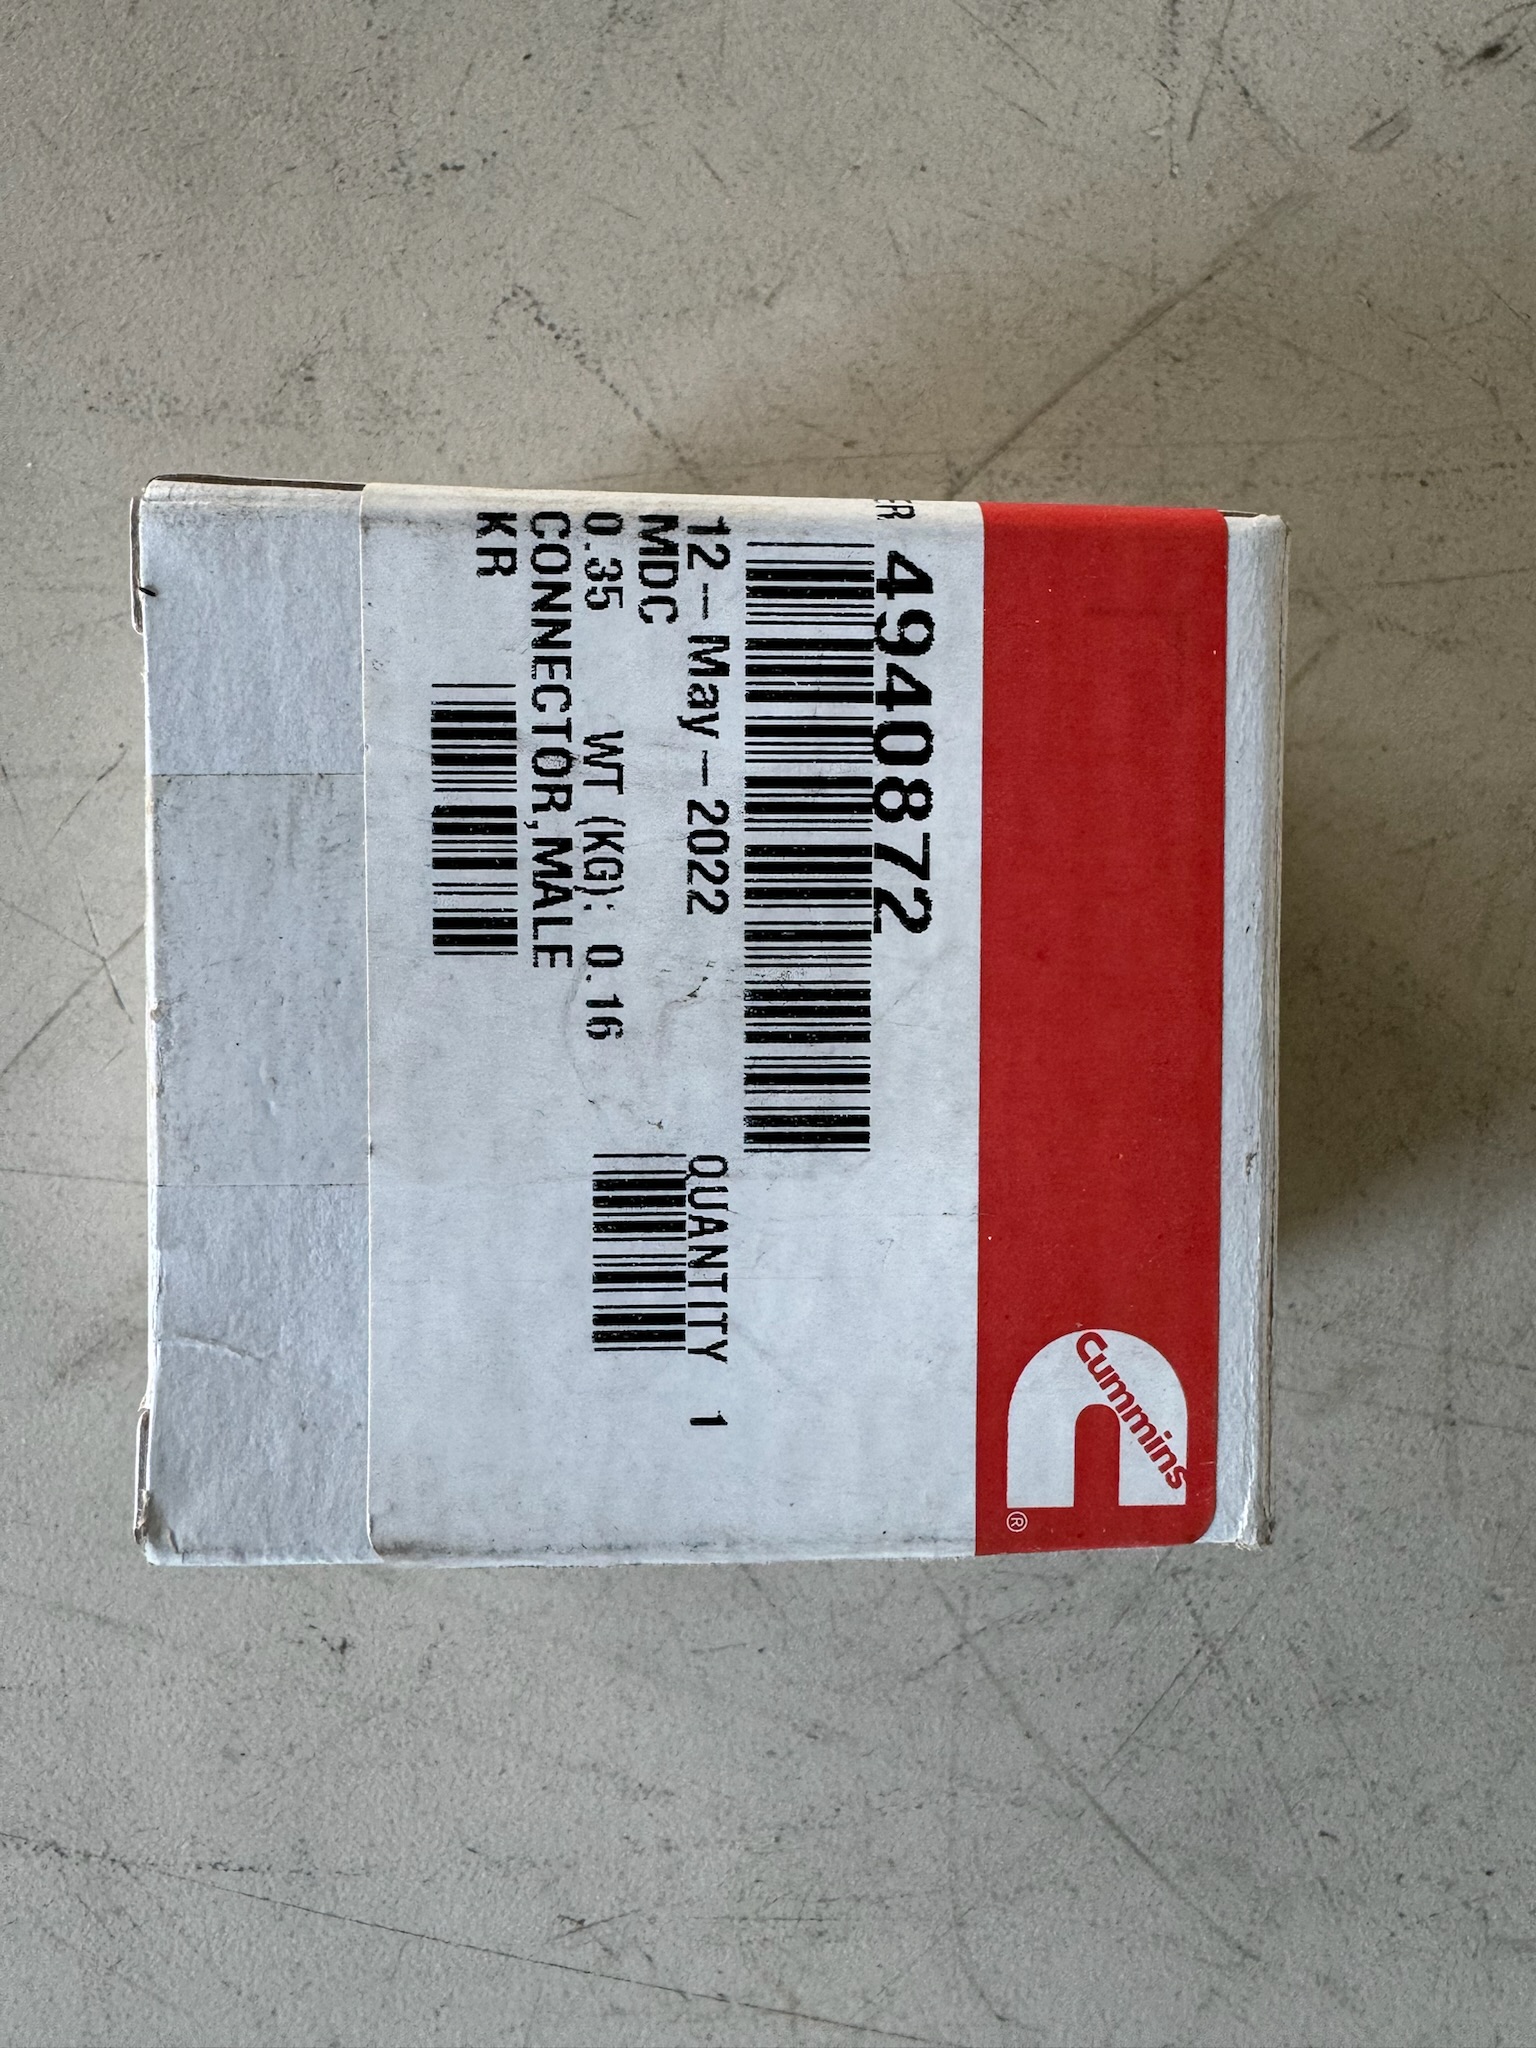 Cummins
®
ER 4940872
12-May-2022 QUANTITY 1
MDC
0.35 WT (KG): 0.16
CONNECTOR,MALE
KR